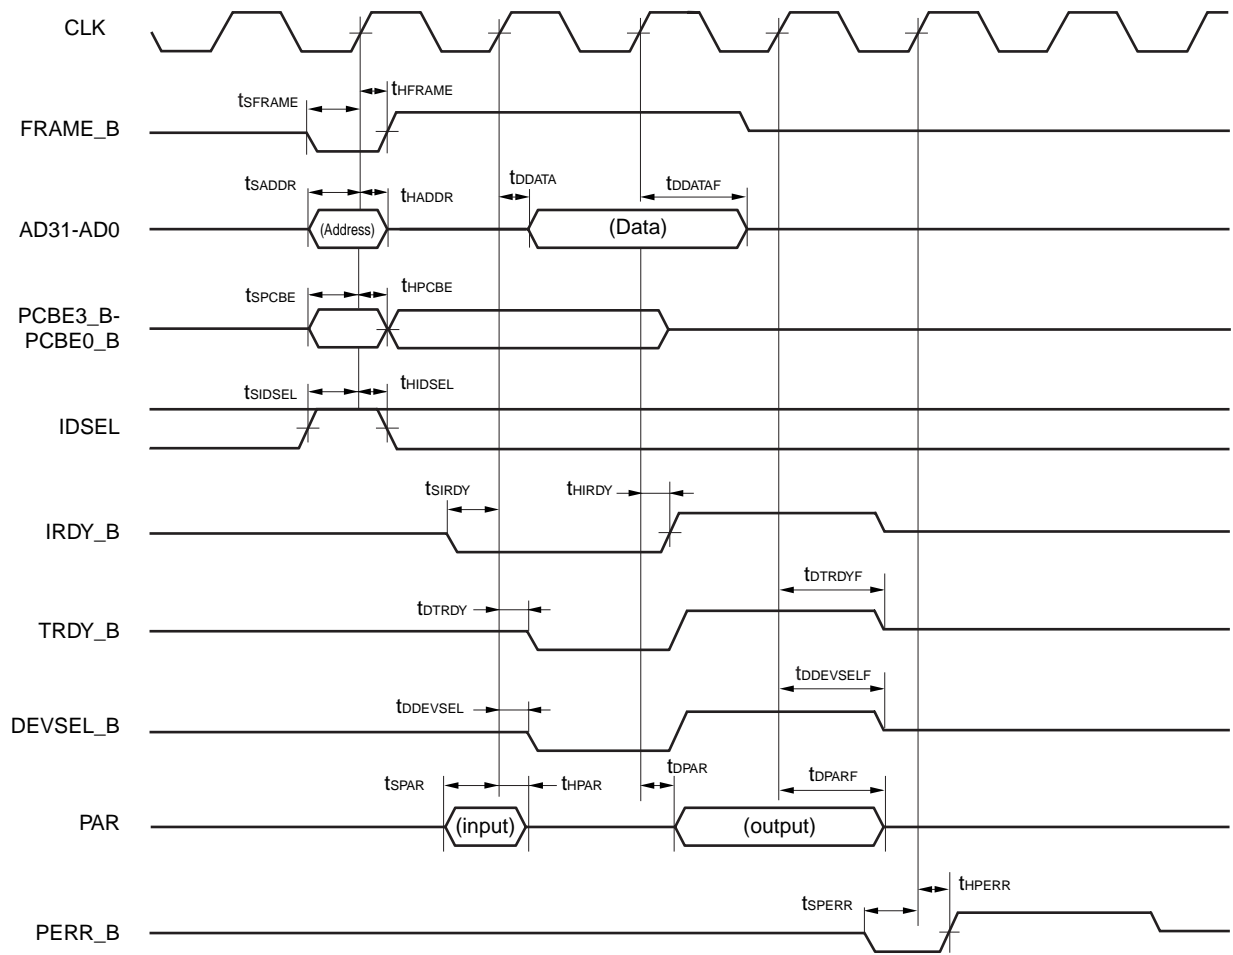 CLK
tSFRAME
tHFRAME
FRAME_B
tSADDR
tHADDR
tDDATA
tDDATAF
AD31-AD0
(Address)
(Data)
tSPCBE
tHPCBE
PCBE3_B-
PCBE0_B
tSIDSEL
tHIDSEL
IDSEL
tSIRDY
tHIRDY
IRDY_B
tDTRDYF
tDTRDY
TRDY_B
tDDEVSELF
tDDEVSEL
DEVSEL_B
tSPAR
tHPAR
tDPAR
tDPARF
PAR
(input)
(output)
tSPERR
tHPERR
PERR_B